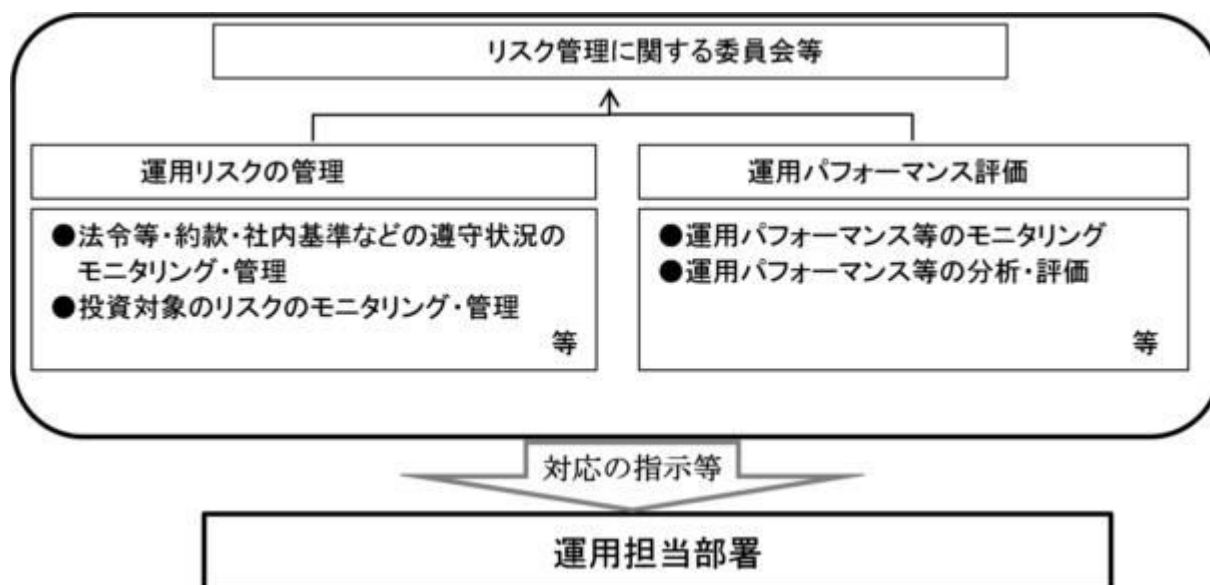 リスク管理に関する委員会等
運用リスクの管理
●法令等・約款・社内基準などの遵守状況の
モニタリング・管理
●投資対象のリスクのモニタリング・管理
等
運用パフォーマンス評価
●運用パフォーマンス等のモニタリング
●運用パフォーマンス等の分析・評価
等
対応の指示等
運用担当部署